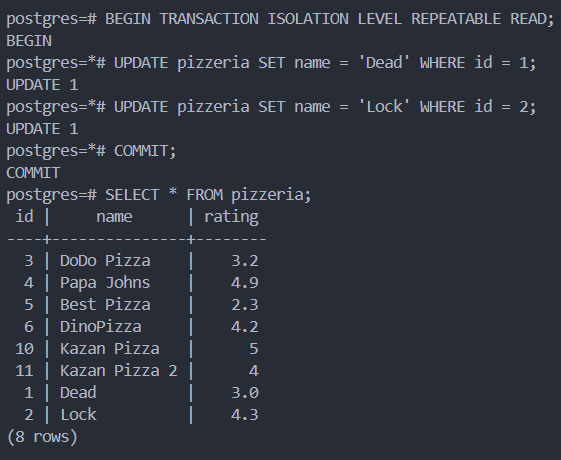 postgres=# BEGIN TRANSACTION ISOLATION LEVEL REPEATABLE READ;
BEGIN
postgres=*# UPDATE pizzeria SET name = 'Dead' WHERE id = 1;
UPDATE 1
postgres=*# UPDATE pizzeria SET name = 'Lock' WHERE id = 2;
UPDATE 1
postgres=*# COMMIT;
COMMIT
postgres=# SELECT * FROM pizzeria;
 id |     name      | rating
----+---------------+--------
  3 | DoDo Pizza    |    3.2
  4 | Papa Johns    |    4.9
  5 | Best Pizza    |    2.3
  6 | DinoPizza     |    4.2
 10 | Kazan Pizza   |      5
 11 | Kazan Pizza 2 |      4
  1 | Dead          |    3.0
  2 | Lock          |    4.3
(8 rows)